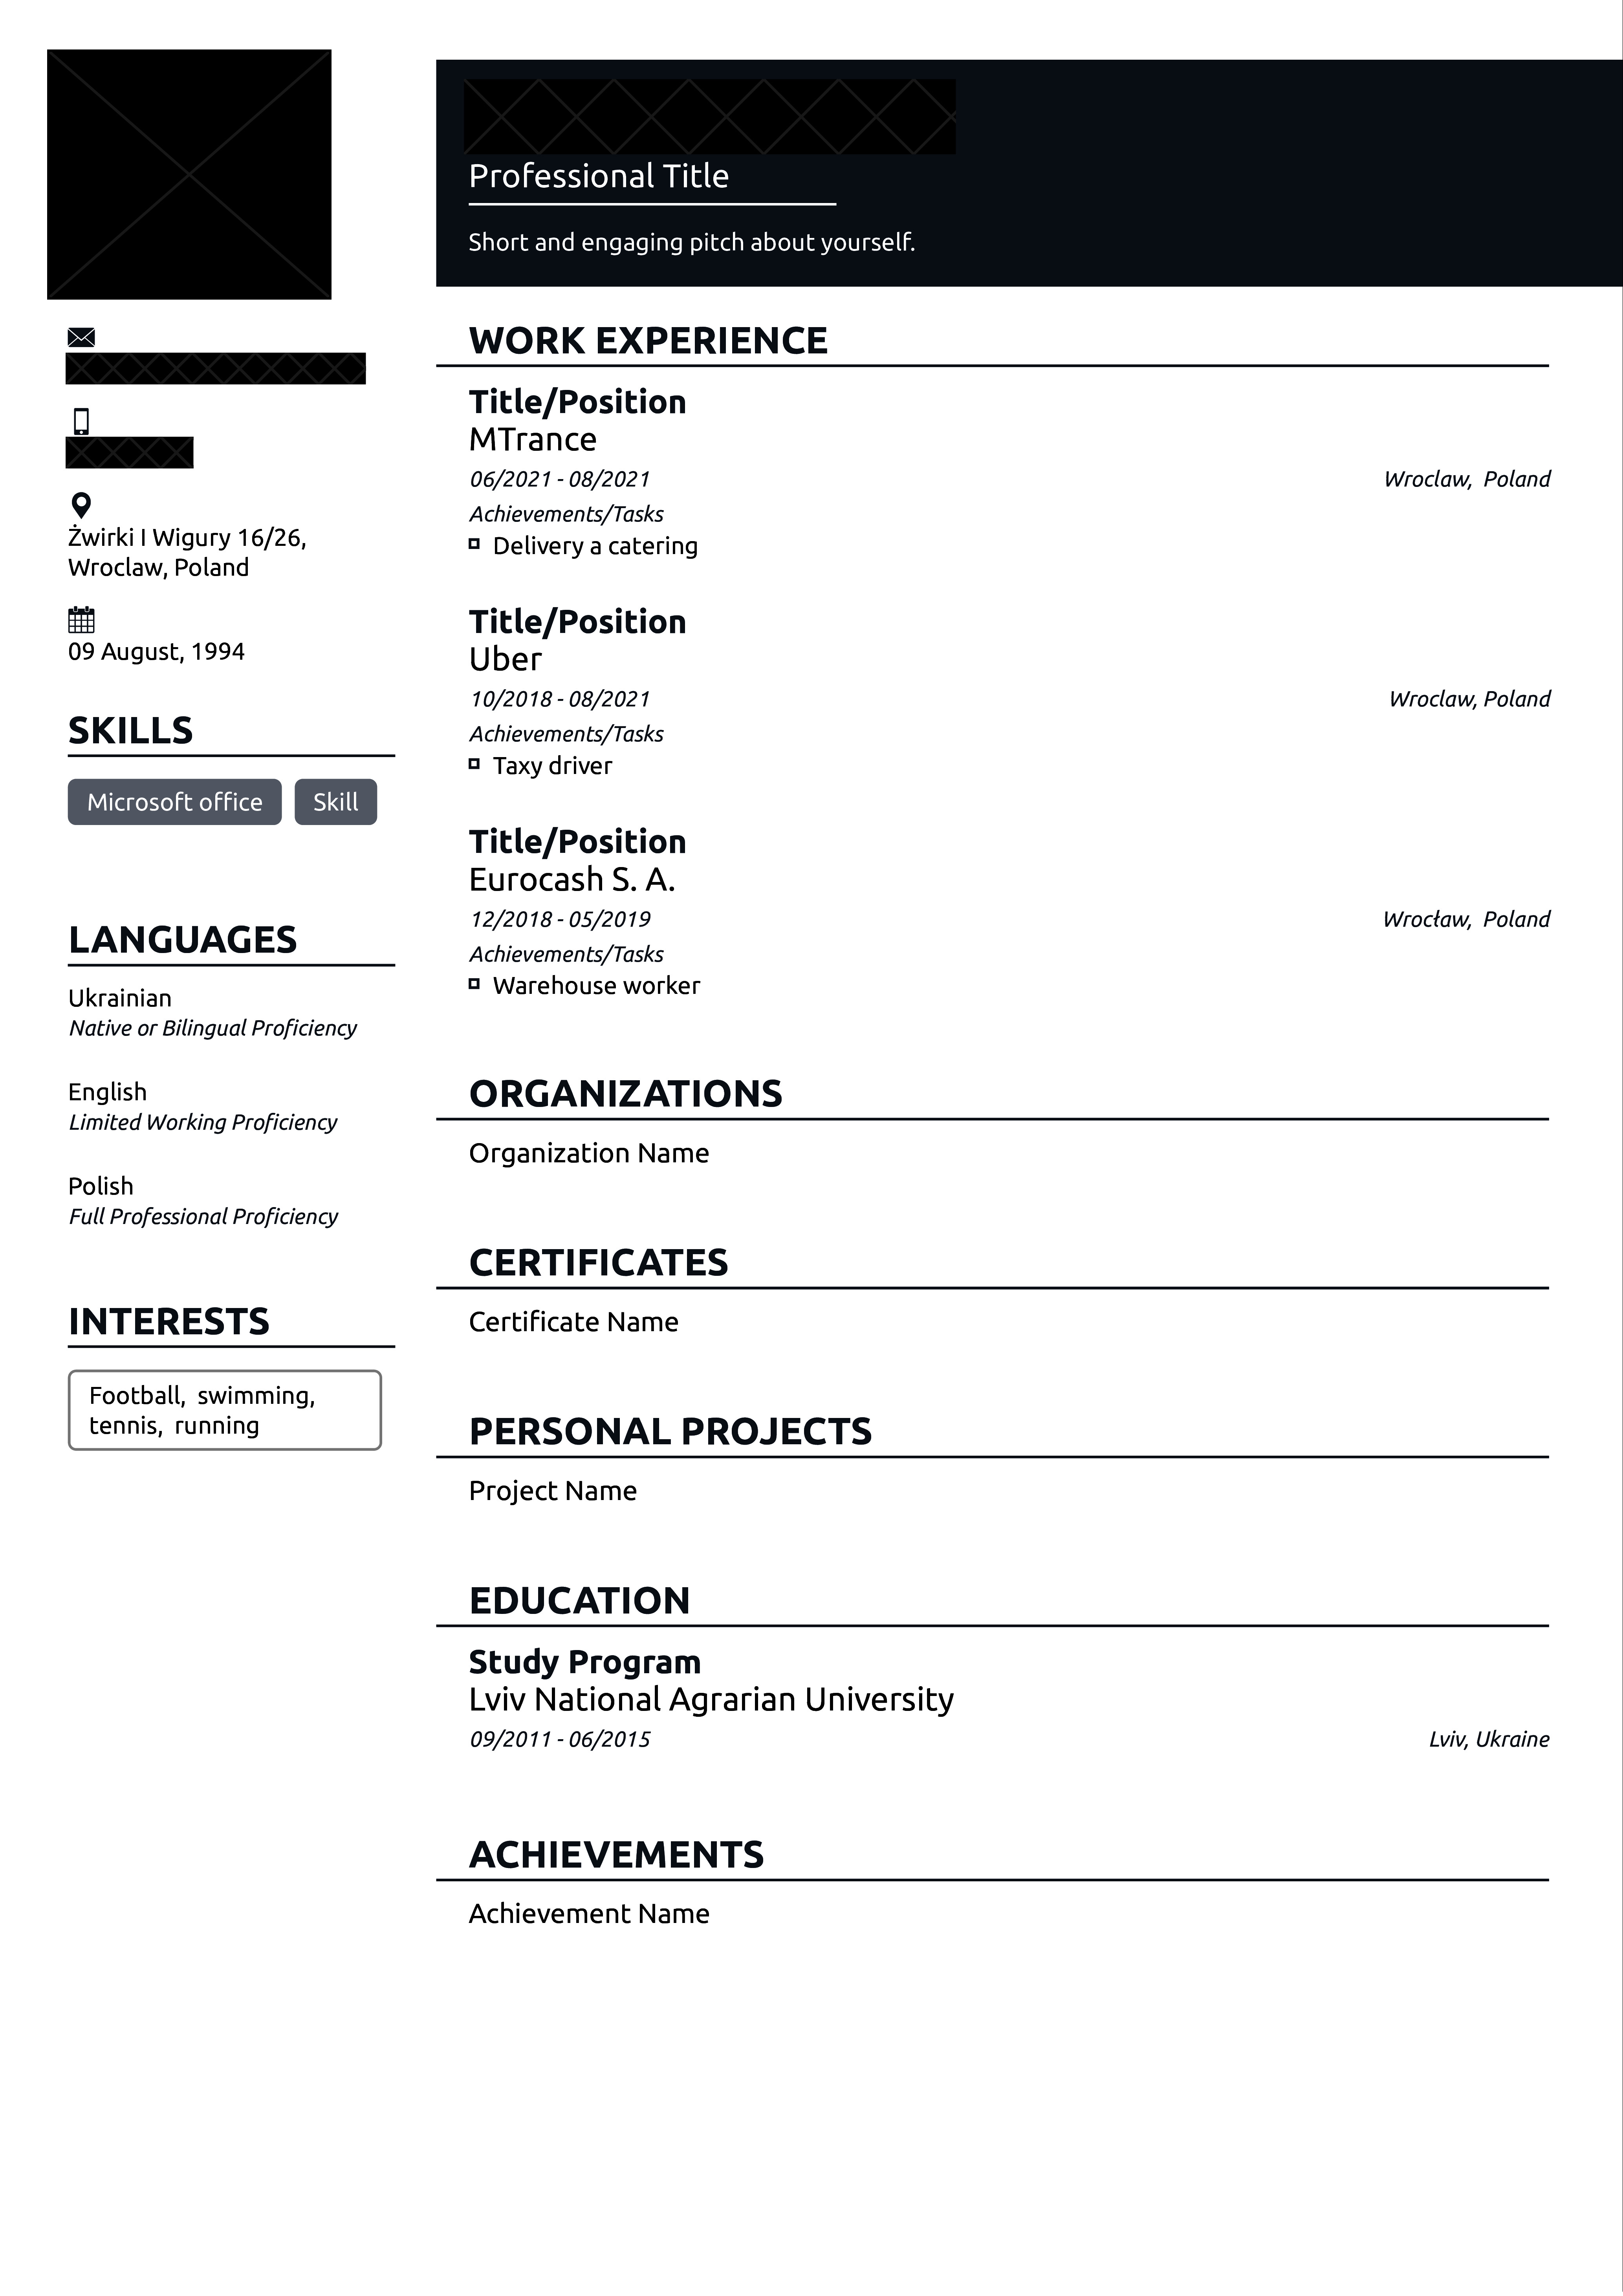 Professional Title
Short and engaging pitch about yourself.
Żwirki I Wigury 16/26,
Wroclaw, Poland
09 August, 1994
SKILLS
Microsoft office Skill
LANGUAGES
Ukrainian
Native or Bilingual Proficiency
English
Limited Working Proficiency
Polish
Full Professional Proficiency
INTERESTS
Football, swimming,
tennis, running
WORK EXPERIENCE
Title/Position
MTrance
06/2021 - 08/2021 Wroclaw, Poland
Achievements/Tasks
Delivery a catering
Title/Position
Uber
10/2018 - 08/2021 Wroclaw, Poland
Achievements/Tasks
Taxy driver
Title/Position
Eurocash S. A.
12/2018 - 05/2019 Wrocław, Poland
Achievements/Tasks
Warehouse worker
ORGANIZATIONS
Organization Name
CERTIFICATES
Certificate Name
PERSONAL PROJECTS
Project Name
EDUCATION
Study Program
Lviv National Agrarian University
09/2011 - 06/2015 Lviv, Ukraine
ACHIEVEMENTS
Achievement Name